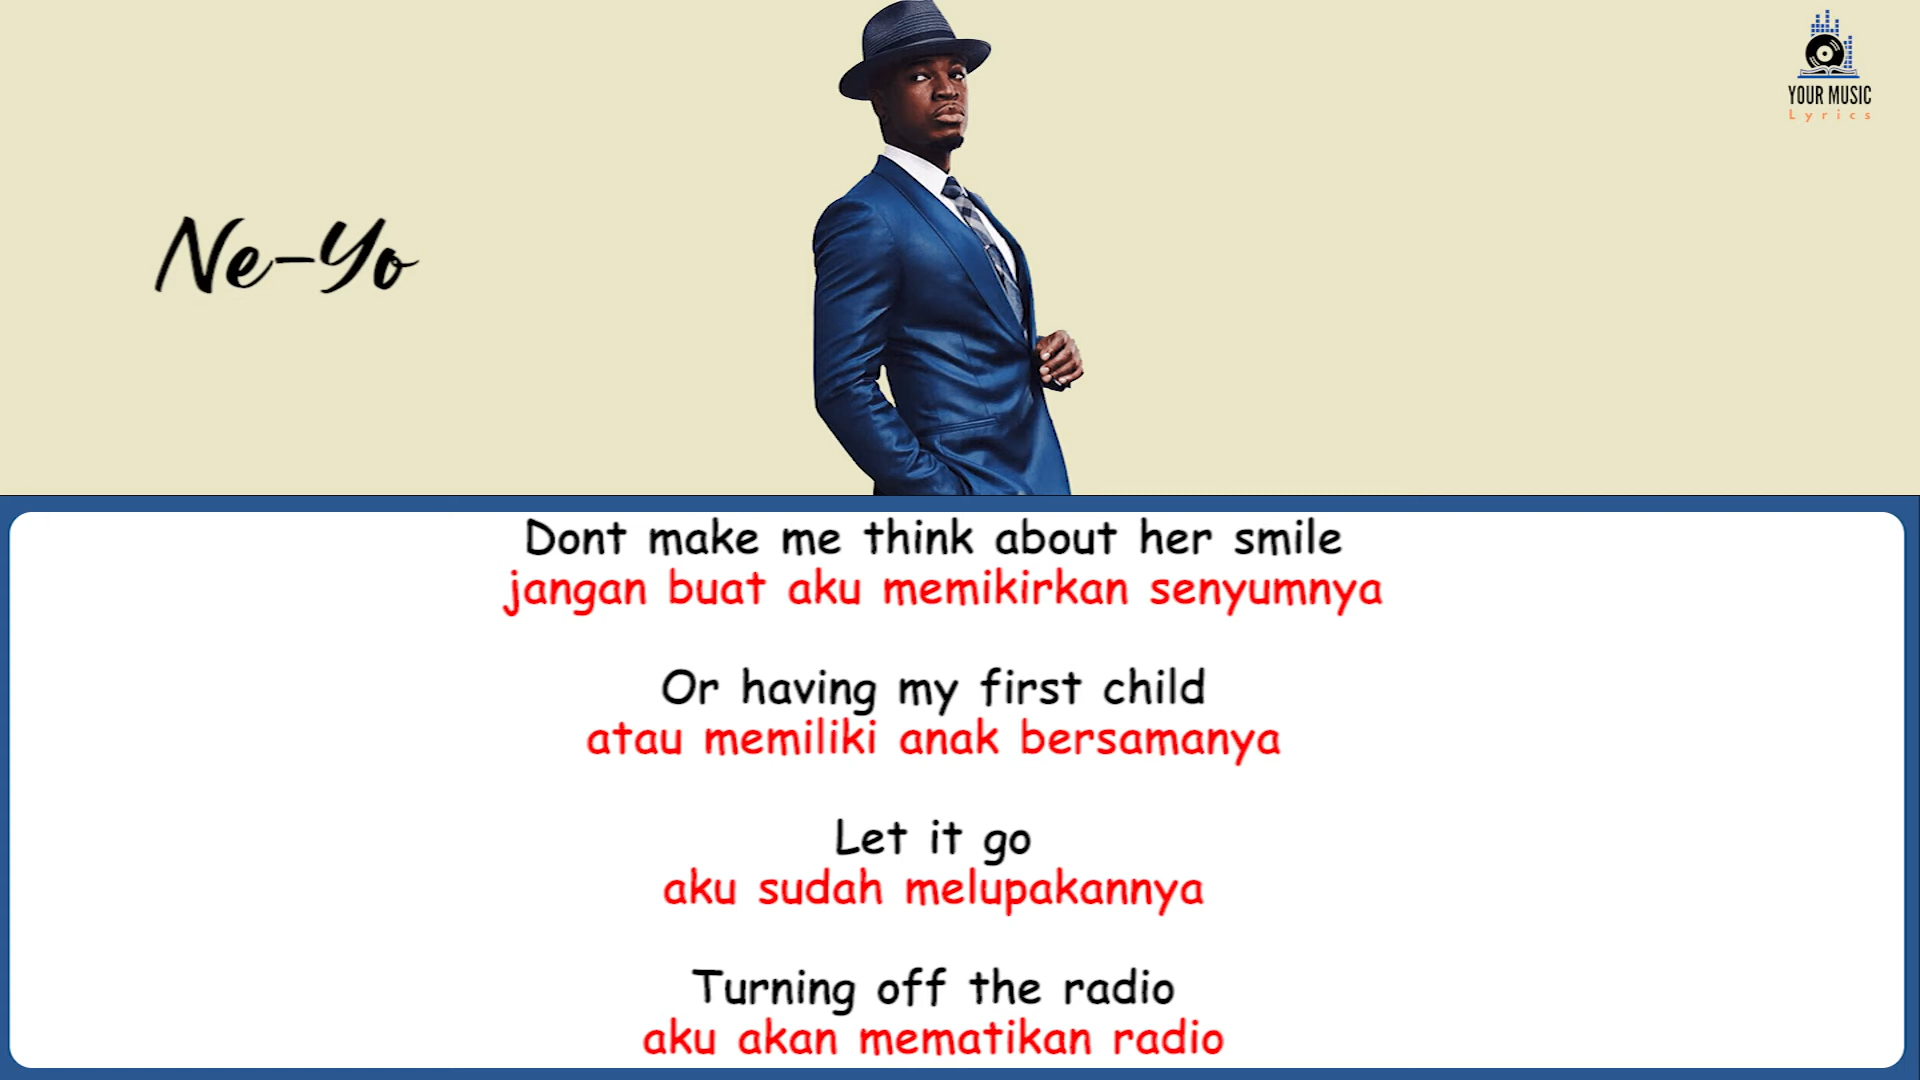 YOUR MUSIC
Lyrics
Ne-Yo
Dont make me think about her smile
jangan buat aku memikirkan senyumnya
Or having my first child
atau memiliki anak bersamanya
Let it go
aku sudah melupakannya
Turning off the radio
aku akan mematikan radio